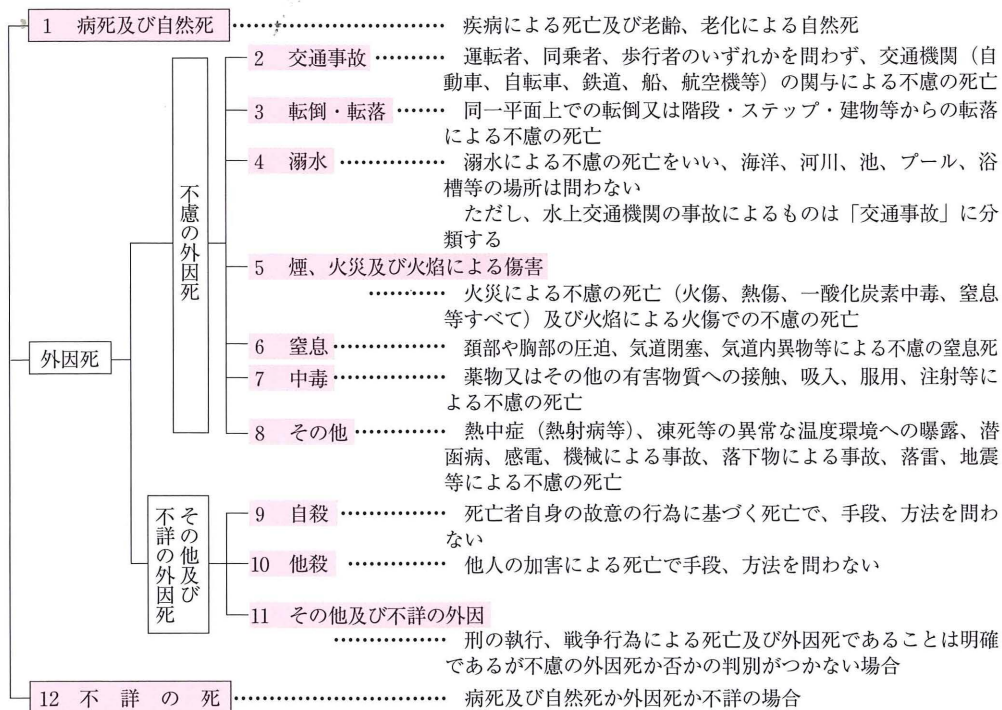 1 病死及び自然死 ……………………… 疾病による死亡及び老齢、老化による自然死
2 交通事故 ………… 運転者、同乗者、歩行者のいずれかを問わず、交通機関（自
動車、自転車、鉄道、船、航空機等）の関与による不慮の死亡
3 転倒・転落 …… 同一平面上での転倒又は階段・ステップ・建物等からの転落
による不慮の死亡
4 溺水 …………… 溺水による不慮の死亡をいい、海洋、河川、池、プール、浴
槽等の場所は問わない
ただし、水上交通機関の事故によるものは「交通事故」に分
類する
不慮の外因死
5 煙、火災及び火焰による傷害
………… 火災による不慮の死亡（火傷、熱傷、一酸化炭素中毒、窒息
等すべて）及び火焰による火傷での不慮の死亡
外因死
6 窒息 …………… 頚部や胸部の圧迫、気道閉塞、気道内異物等による不慮の窒息死
7 中毒 …………… 薬物又はその他の有害物質への接触、吸入、服用、注射等に
よる不慮の死亡
8 その他 ………… 熱中症（熱射病等）、凍死等の異常な温度環境への曝露、潜
函病、感電、機械による事故、落下物による事故、落雷、地震
等による不慮の死亡
その他及び
不詳の外因死
9 自殺 …………… 死亡者自身の故意の行為に基づく死亡で、手段、方法を問わ
ない
10 他殺 …………… 他人の加害による死亡で手段、方法を問わない
11 その他及び不詳の外因
…………… 刑の執行、戦争行為による死亡及び外因死であることは明確
であるが不慮の外因死か否かの判別がつかない場合
12 不詳の死 ……………………… 病死及び自然死か外因死か不詳の場合